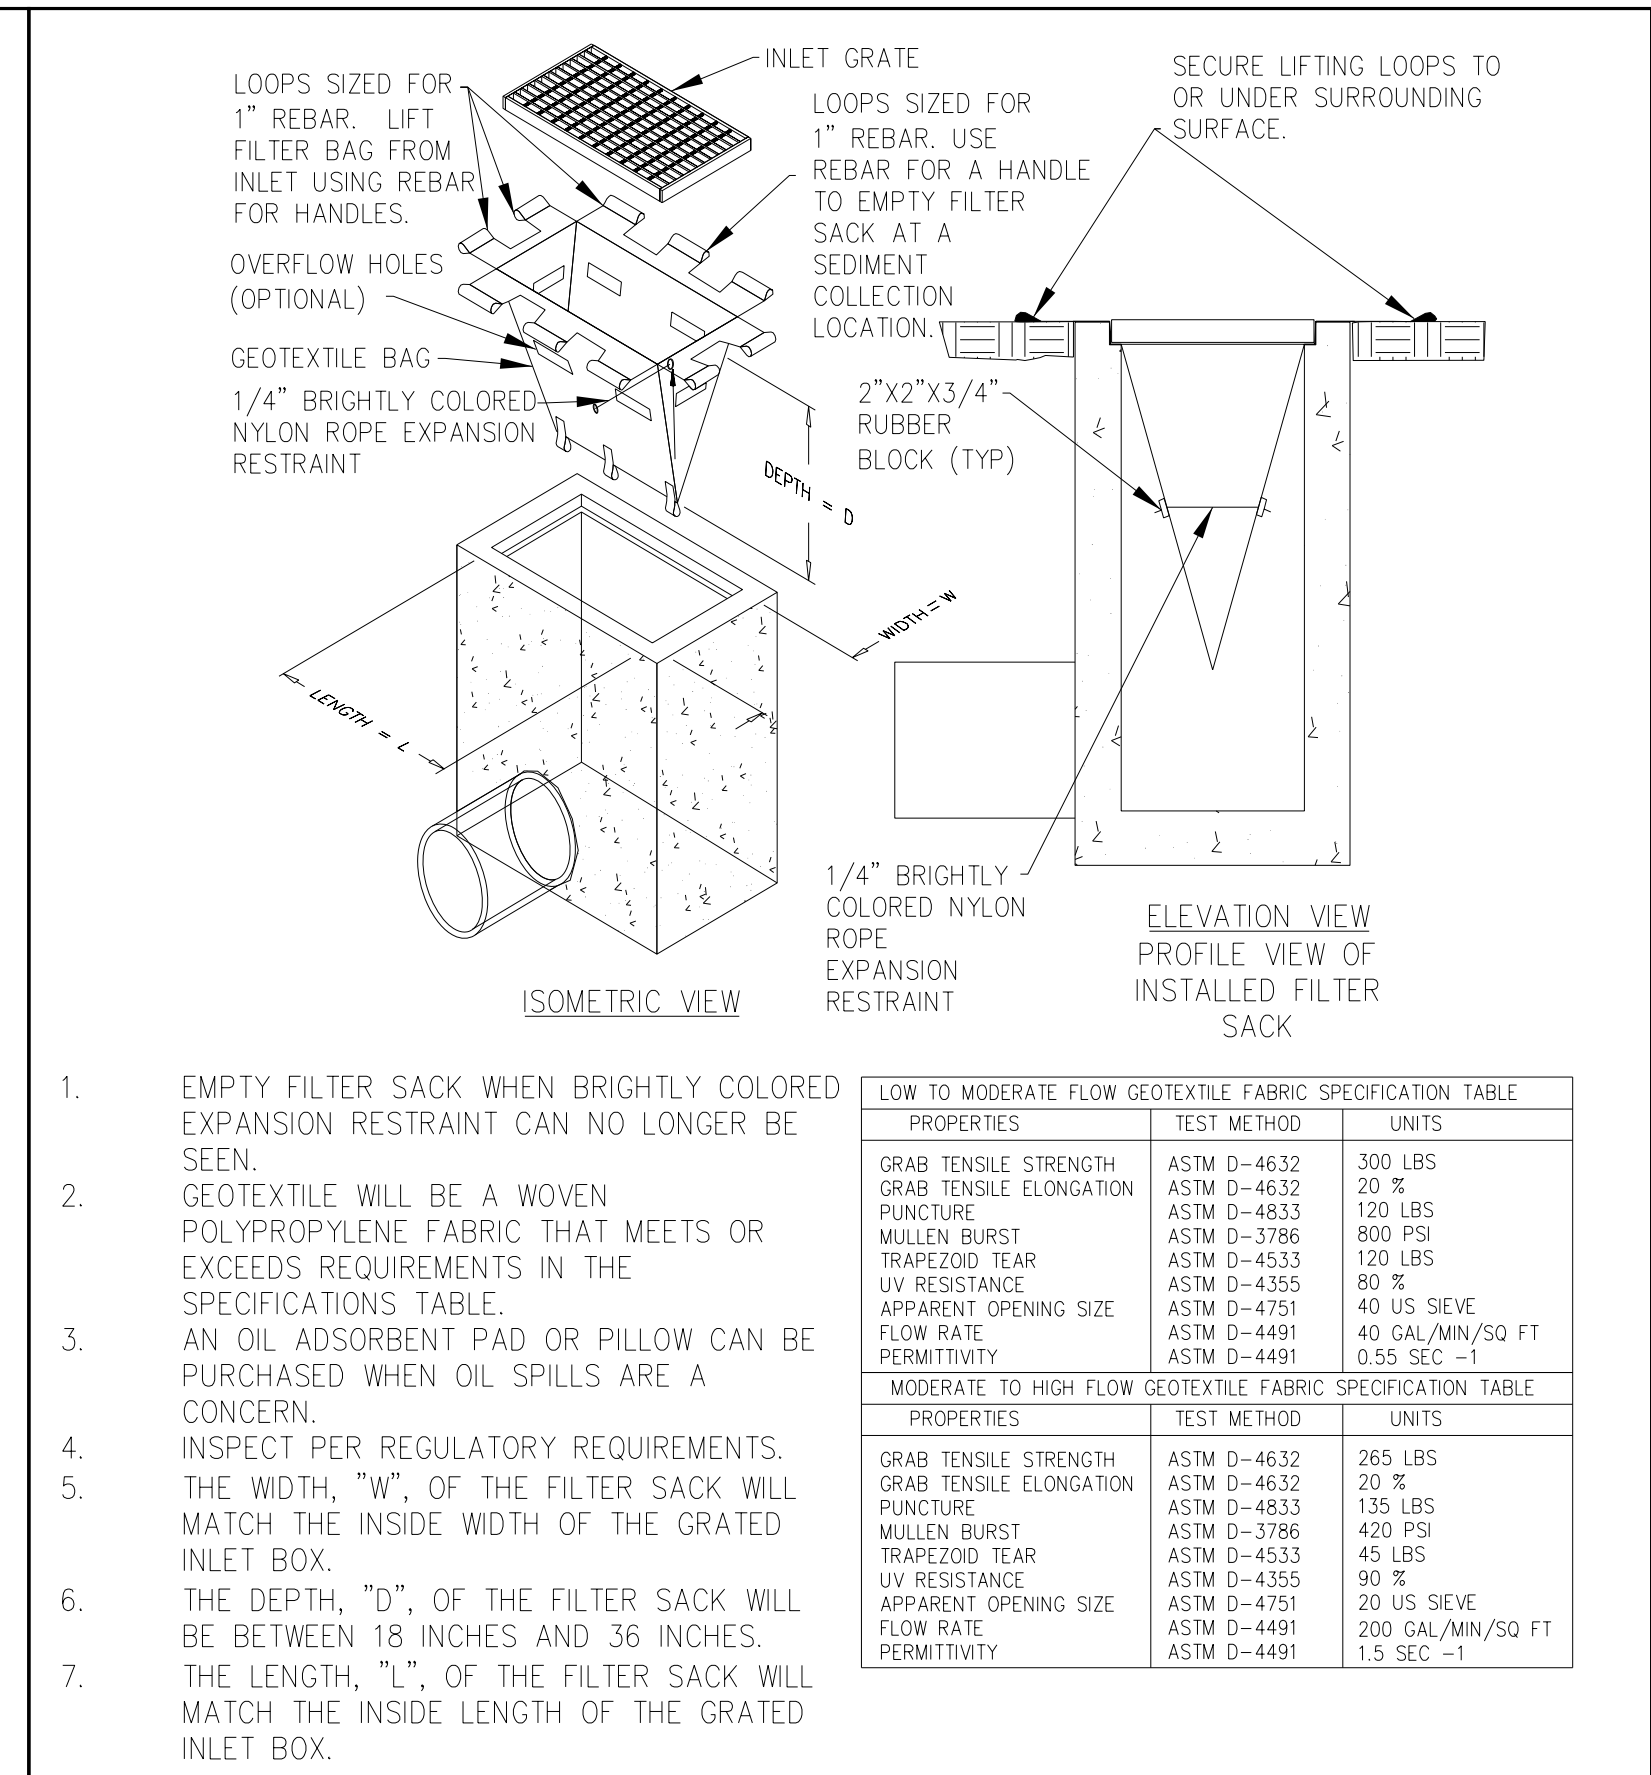 INLET GRATE
LOOPS SIZED FOR
1" REBAR. LIFT
FILTER BAG FROM
INLET USING REBAR
FOR HANDLES.
OVERFLOW HOLES
(OPTIONAL)
GEOTEXTILE BAG
1/4" BRIGHTLY COLORED
NYLON ROPE EXPANSION
RESTRAINT
LOOPS SIZED FOR
1" REBAR. USE
REBAR FOR A HANDLE
TO EMPTY FILTER
SACK AT A
SEDIMENT
COLLECTION
LOCATION.
SECURE LIFTING LOOPS TO
OR UNDER SURROUNDING
SURFACE.
2"X2"X3/4"
RUBBER
BLOCK (TYP)
DEPTH = D
WIDTH = W
LENGTH = L
1/4" BRIGHTLY
COLORED NYLON
ROPE
EXPANSION
RESTRAINT
ISOMETRIC VIEW
ELEVATION VIEW
PROFILE VIEW OF
INSTALLED FILTER
SACK
1. EMPTY FILTER SACK WHEN BRIGHTLY COLORED
EXPANSION RESTRAINT CAN NO LONGER BE
SEEN.
2. GEOTEXTILE WILL BE A WOVEN
POLYPROPYLENE FABRIC THAT MEETS OR
EXCEEDS REQUIREMENTS IN THE
SPECIFICATIONS TABLE.
3. AN OIL ADSORBENT PAD OR PILLOW CAN BE
PURCHASED WHEN OIL SPILLS ARE A
CONCERN.
4. INSPECT PER REGULATORY REQUIREMENTS.
5. THE WIDTH, "W", OF THE FILTER SACK WILL
MATCH THE INSIDE WIDTH OF THE GRATED
INLET BOX.
6. THE DEPTH, "D", OF THE FILTER SACK WILL
BE BETWEEN 18 INCHES AND 36 INCHES.
7. THE LENGTH, "L", OF THE FILTER SACK WILL
MATCH THE INSIDE LENGTH OF THE GRATED
INLET BOX.
LOW TO MODERATE FLOW GEOTEXTILE FABRIC SPECIFICATION TABLE
PROPERTIES TEST METHOD UNITS
GRAB TENSILE STRENGTH ASTM D-4632 300 LBS
GRAB TENSILE ELONGATION ASTM D-4632 20 %
PUNCTURE ASTM D-4833 120 LBS
MULLEN BURST ASTM D-3786 800 PSI
TRAPEZOID TEAR ASTM D-4533 120 LBS
UV RESISTANCE ASTM D-4355 80 %
APPARENT OPENING SIZE ASTM D-4751 40 US SIEVE
FLOW RATE ASTM D-4491 40 GAL/MIN/SQ FT
PERMITTIVITY ASTM D-4491 0.55 SEC -1
MODERATE TO HIGH FLOW GEOTEXTILE FABRIC SPECIFICATION TABLE
PROPERTIES TEST METHOD UNITS
GRAB TENSILE STRENGTH ASTM D-4632 265 LBS
GRAB TENSILE ELONGATION ASTM D-4632 20 %
PUNCTURE ASTM D-4833 135 LBS
MULLEN BURST ASTM D-3786 420 PSI
TRAPEZOID TEAR ASTM D-4533 45 LBS
UV RESISTANCE ASTM D-4355 90 %
APPARENT OPENING SIZE ASTM D-4751 20 US SIEVE
FLOW RATE ASTM D-4491 200 GAL/MIN/SQ FT
PERMITTIVITY ASTM D-4491 1.5 SEC -1